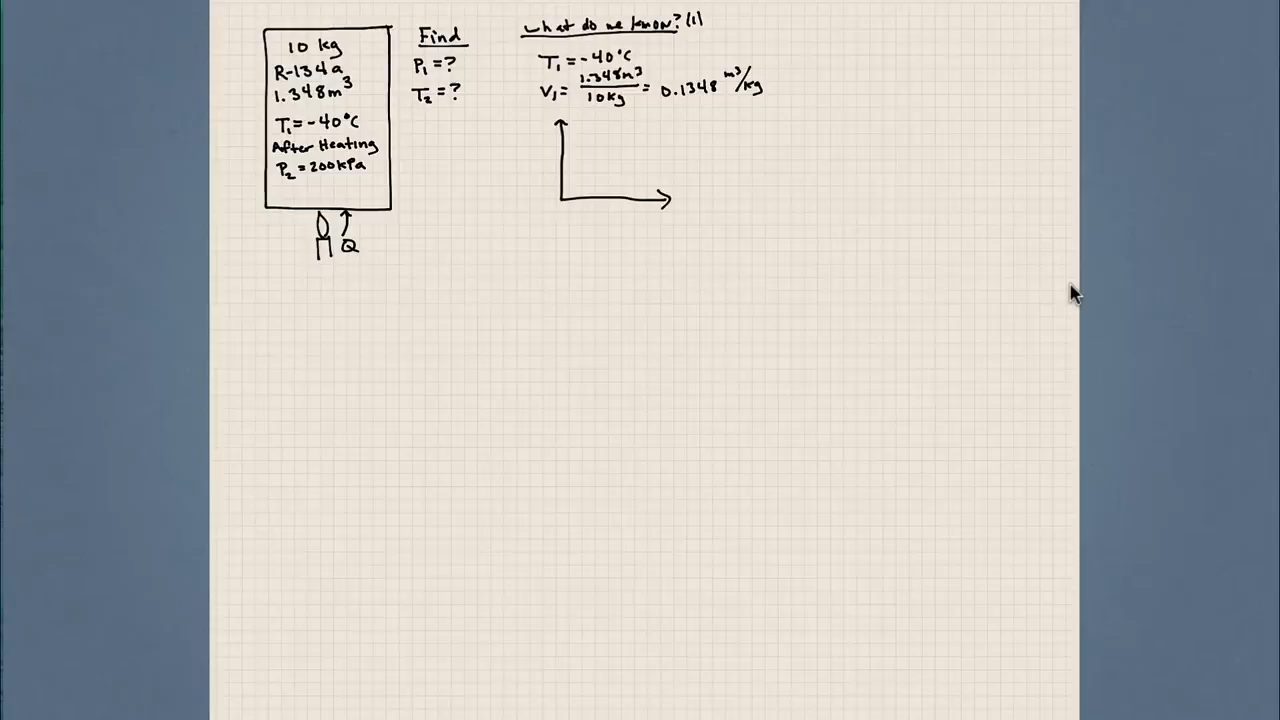 10 kg
R-134a
1.348m³
T₁=-40°C
After Heating
P₂=200kPa
Q
Find
P₁=?
T₂=?
What do we know? (1)
T₁=-40°C
V₁= 1.348m³/10kg = 0.1348 m³/kg